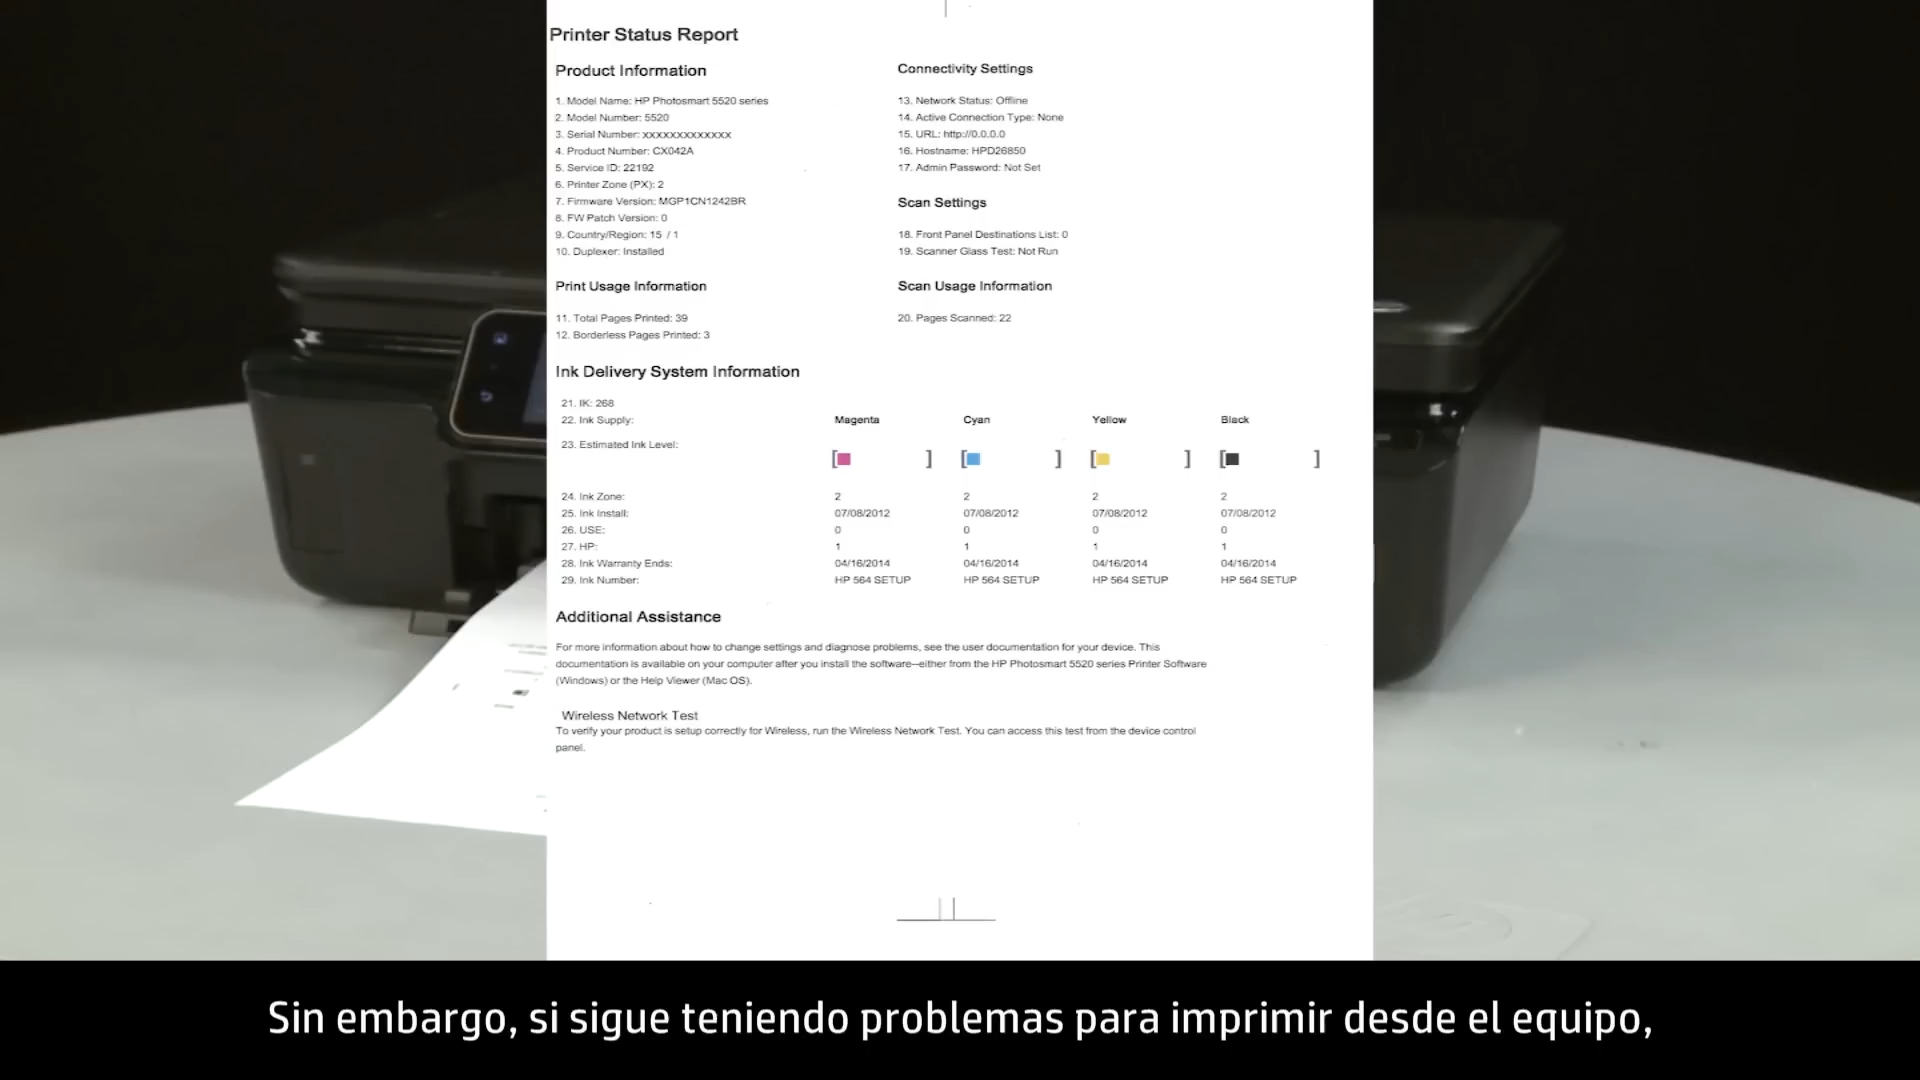 Printer Status Report
Product Information
1. Model Name: HP Photosmart 5520 series
2. Model Number: 5520
3. Serial Number: xxxxxxxxxxxxx
4. Product Number: CX042A
5. Service ID: 22192
6. Printer Zone (PX): 2
7. Firmware Version: MGP1CN1242BR
8. FW Patch Version: 0
9. Country/Region: 15 / 1
10. Duplexer: Installed
Print Usage Information
11. Total Pages Printed: 39
12. Borderless Pages Printed: 3
Connectivity Settings
13. Network Status: Offline
14. Active Connection Type: None
15. URL: http://0.0.0.0
16. Hostname: HPD26850
17. Admin Password: Not Set
Scan Settings
18. Front Panel Destinations List: 0
19. Scanner Glass Test: Not Run
Scan Usage Information
20. Pages Scanned: 22
Ink Delivery System Information
21. IK: 268
22. Ink Supply: Magenta Cyan Yellow Black
23. Estimated Ink Level: [ ] [ ] [ ] [ ]
24. Ink Zone: 2 2 2 2
25. Ink Install: 07/08/2012 07/08/2012 07/08/2012 07/08/2012
26. USE: 0 0 0 0
27. HP: 1 1 1 1
28. Ink Warranty Ends: 04/16/2014 04/16/2014 04/16/2014 04/16/2014
29. Ink Number: HP 564 SETUP HP 564 SETUP HP 564 SETUP HP 564 SETUP
Additional Assistance
For more information about how to change settings and diagnose problems, see the user documentation for your device. This
documentation is available on your computer after you install the software--either from the HP Photosmart 5520 series Printer Software
(Windows) or the Help Viewer (Mac OS).
Wireless Network Test
To verify your product is setup correctly for Wireless, run the Wireless Network Test. You can access this test from the device control
panel.
Sin embargo, si sigue teniendo problemas para imprimir desde el equipo,